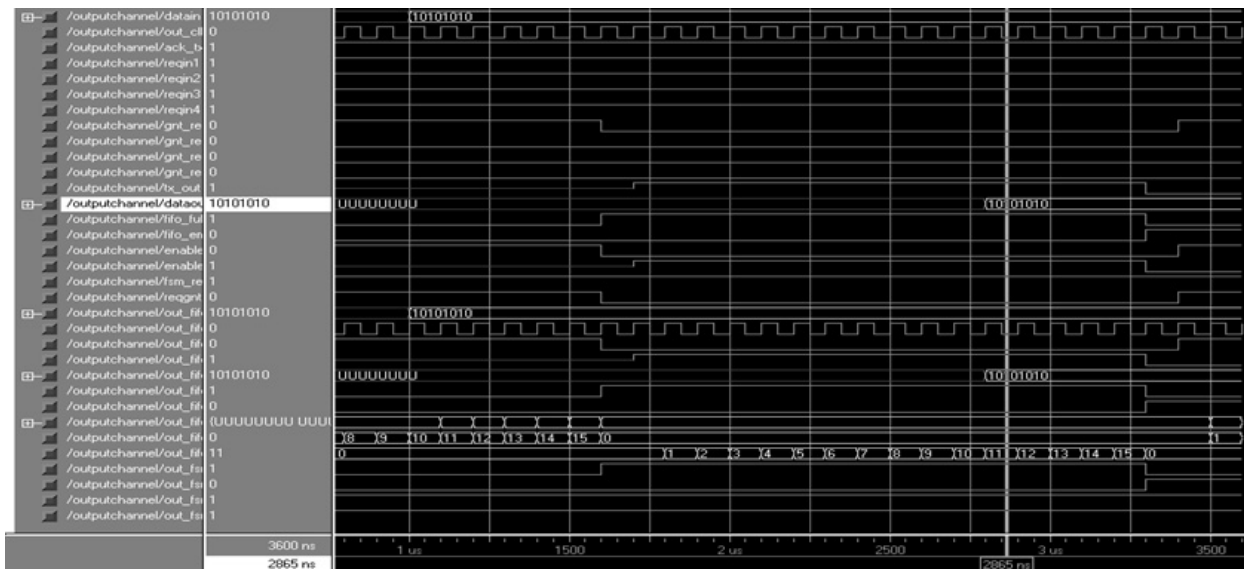 /outputchannel/datain 10101010 10101010
/outputchannel/out_cll 0
/outputchannel/ack_t 1
/outputchannel/reqin1 1
/outputchannel/reqin2 1
/outputchannel/reqin3 1
/outputchannel/reqin4 1
/outputchannel/gnt_re 0
/outputchannel/gnt_re 0
/outputchannel/gnt_re 0
/outputchannel/gnt_re 0
/outputchannel/tx_out 1
/outputchannel/dataou 10101010 UUUUUUUU 10101010
/outputchannel/fifo_ful 1
/outputchannel/fifo_en 0
/outputchannel/enable 0
/outputchannel/enable 1
/outputchannel/fsm_re 1
/outputchannel/reqgnt 0
/outputchannel/out_fif 10101010 10101010
/outputchannel/out_fif 0
/outputchannel/out_fif 0
/outputchannel/out_fif 1
/outputchannel/out_fif 10101010 UUUUUUUU 10101010
/outputchannel/out_fif 1
/outputchannel/out_fif 0
/outputchannel/out_fif {UUUUUUUU UUUU
/outputchannel/out_fif 0 8 9 10 11 12 13 14 15 0 1
/outputchannel/out_fif 11 0 1 2 3 4 5 6 7 8 9 10 11 12 13 14 15 0
/outputchannel/out_fsi 1
/outputchannel/out_fsi 0
/outputchannel/out_fsi 1
/outputchannel/out_fsi 1
3600 ns 1 us 1500 2 us 2500 3 us 3500
2865 ns 2865 ns